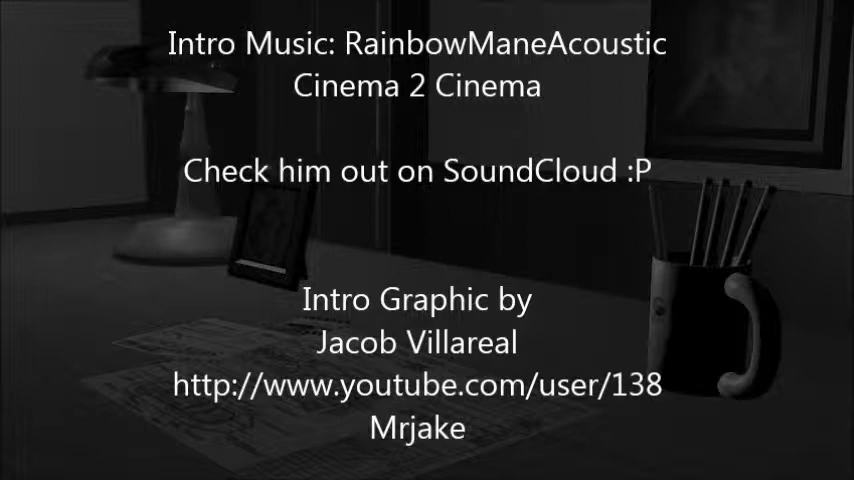 Intro Music: RainbowManeAcoustic
Cinema 2 Cinema
Check him out on SoundCloud :P
Intro Graphic by
Jacob Villareal
http://www.youtube.com/user/138
Mrjake